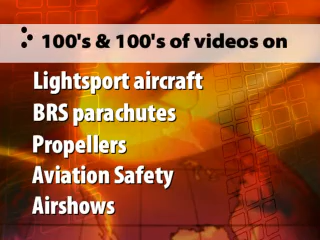 100's & 100's of videos on
Lightsport aircraft
BRS parachutes
Propellers
Aviation Safety
Airshows